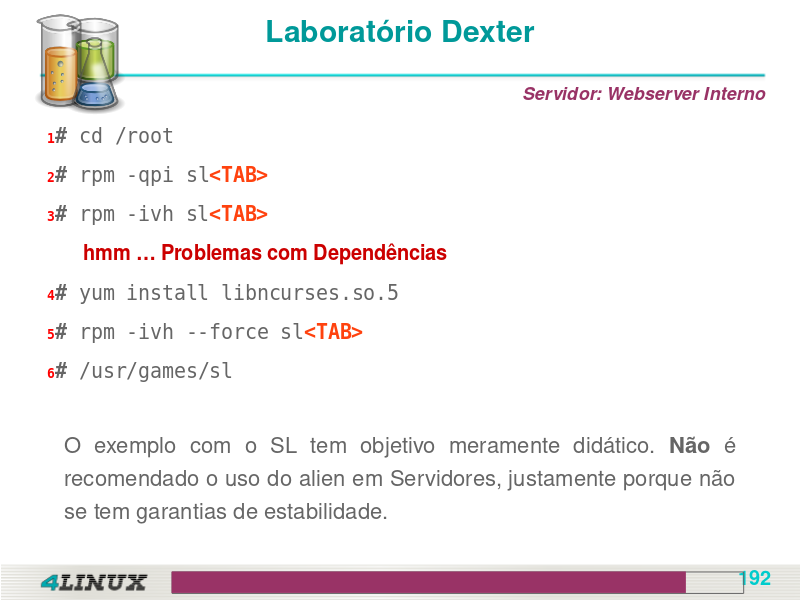 Laboratório Dexter
Servidor: Webserver Interno
1# cd /root
2# rpm -qpi sl<TAB>
3# rpm -ivh sl<TAB>
hmm ... Problemas com Dependências
4# yum install libncurses.so.5
5# rpm -ivh --force sl<TAB>
6# /usr/games/sl
O exemplo com o SL tem objetivo meramente didático. Não é
recomendado o uso do alien em Servidores, justamente porque não
se tem garantias de estabilidade.
4LINUX
192